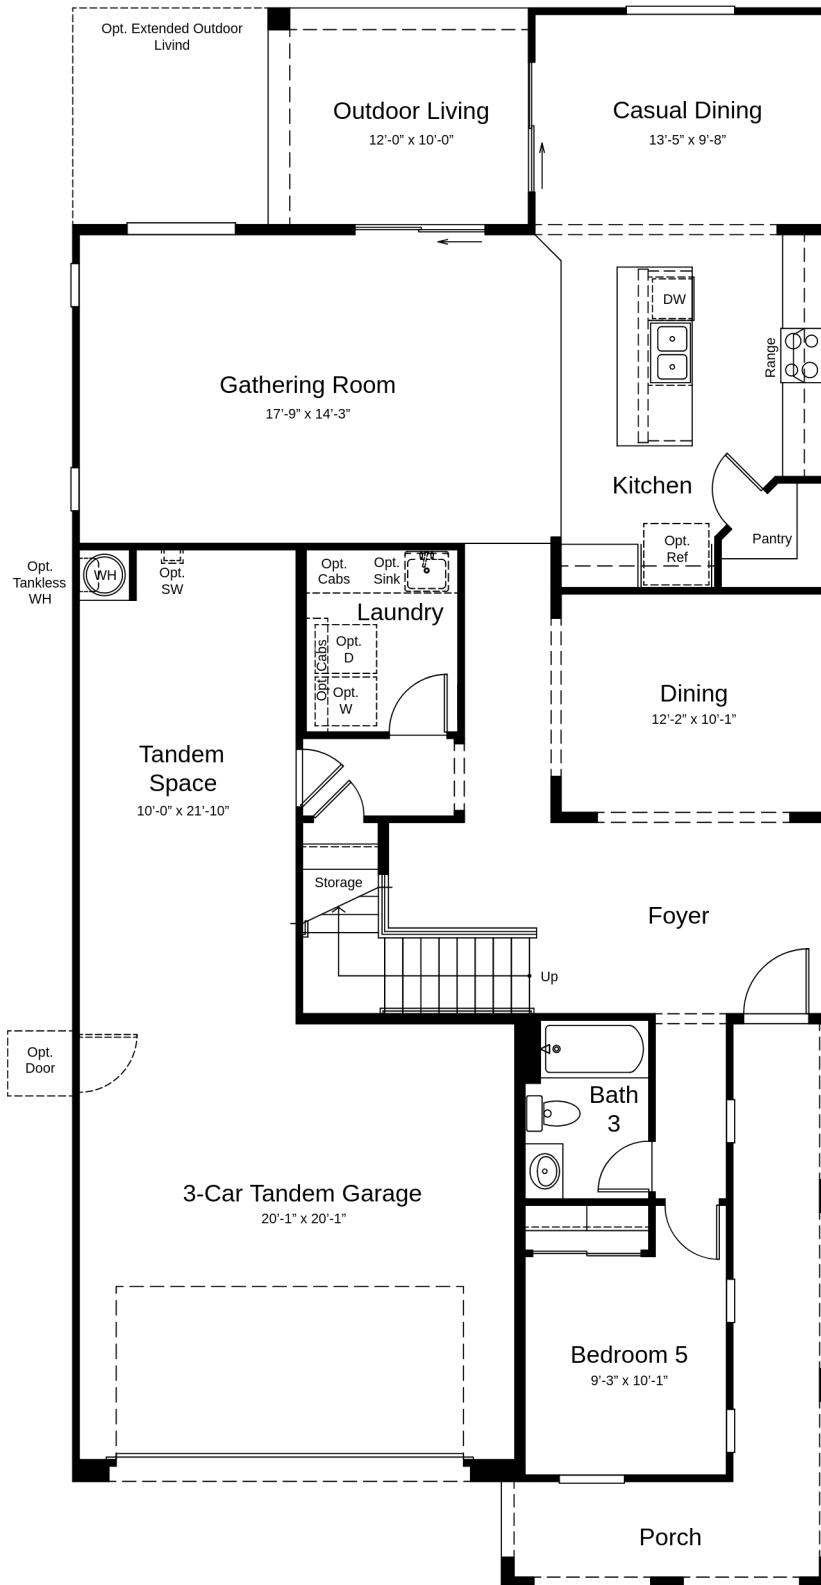 Opt. Extended Outdoor
Livind
Outdoor Living
12’-0” x 10’-0”
Casual Dining
13’-5” x 9’-8”
DW
Range
Gathering Room
17’-9” x 14’-3”
Kitchen
Pantry
Opt.
Ref
Opt.
Tankless
WH
WH
Opt.
SW
Opt.
Cabs
Opt.
Sink
Laundry
Opt. Cabs
Opt.
D
Opt.
W
Dining
12’-2” x 10’-1”
Tandem
Space
10’-0” x 21’-10”
Storage
Foyer
Up
Opt.
Door
Bath
3
3-Car Tandem Garage
20’-1” x 20’-1”
Bedroom 5
9’-3” x 10’-1”
Porch